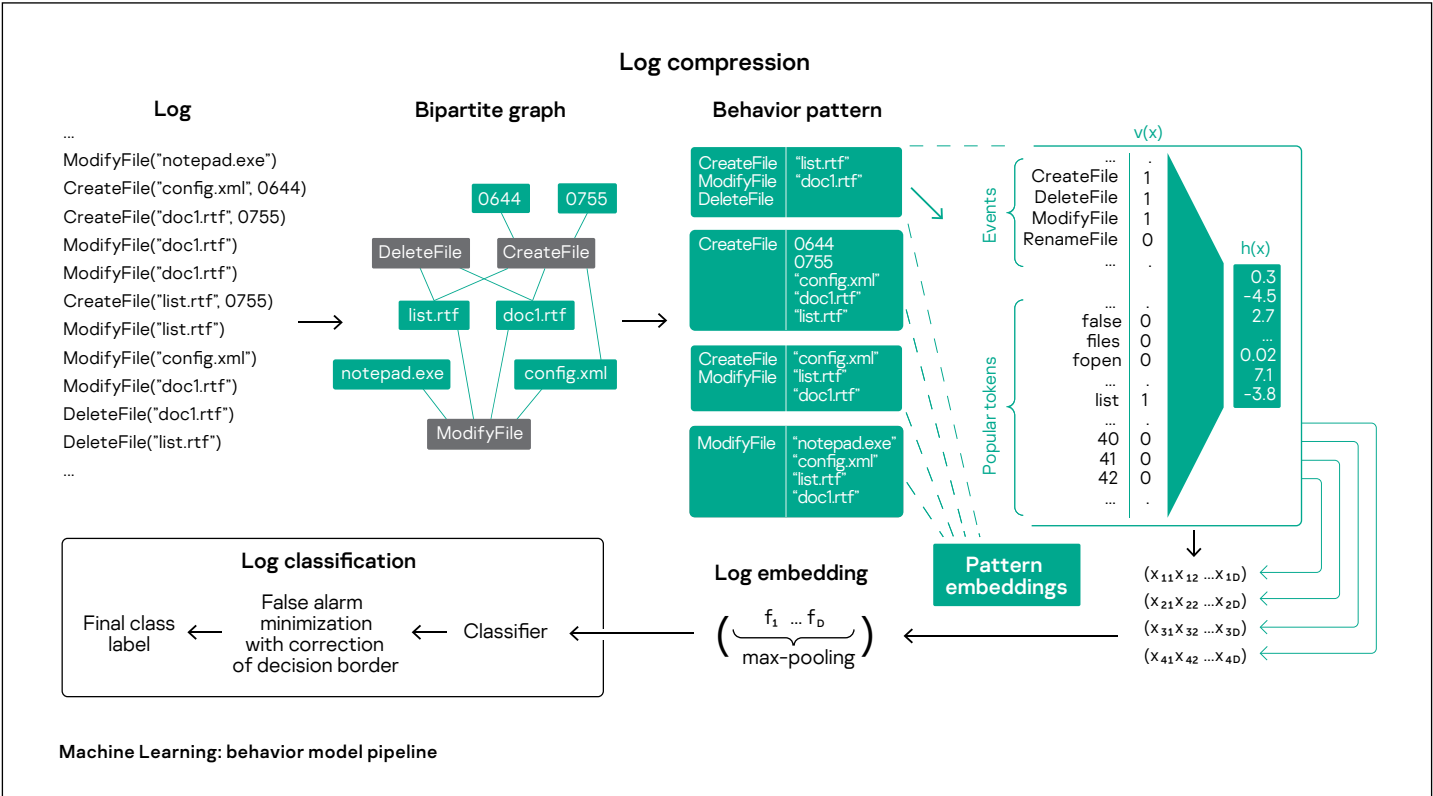 Log compression
Log
...
ModifyFile("notepad.exe")
CreateFile("config.xml", 0644)
CreateFile("doc1.rtf", 0755)
ModifyFile("doc1.rtf")
ModifyFile("doc1.rtf")
CreateFile("list.rtf", 0755)
ModifyFile("list.rtf")
ModifyFile("config.xml")
ModifyFile("doc1.rtf")
DeleteFile("doc1.rtf")
DeleteFile("list.rtf")
...
Bipartite graph
0644 0755
DeleteFile CreateFile
list.rtf doc1.rtf
notepad.exe config.xml
ModifyFile
Behavior pattern
CreateFile "list.rtf"
ModifyFile "doc1.rtf"
DeleteFile
CreateFile 0644
0755
"config.xml"
"doc1.rtf"
"list.rtf"
CreateFile "config.xml"
ModifyFile "list.rtf"
"doc1.rtf"
ModifyFile "notepad.exe"
"config.xml"
"list.rtf"
"doc1.rtf"
v(x)
Events
... .
CreateFile 1
DeleteFile 1
ModifyFile 1
RenameFile 0
... .
Popular tokens
... .
false 0
files 0
fopen 0
... .
list 1
... .
40 0
41 0
42 0
... .
h(x)
0.3
-4.5
2.7
...
0.02
7.1
-3.8
Pattern
embeddings
(x₁₁x₁₂ ...x₁D)
(x₂₁x₂₂ ...x₂D)
(x₃₁x₃₂ ...x₃D)
(x₄₁x₄₂ ...x₄D)
Log embedding
( f₁ ... fD )
max-pooling
Log classification
Classifier
False alarm
minimization
with correction
of decision border
Final class
label
Machine Learning: behavior model pipeline